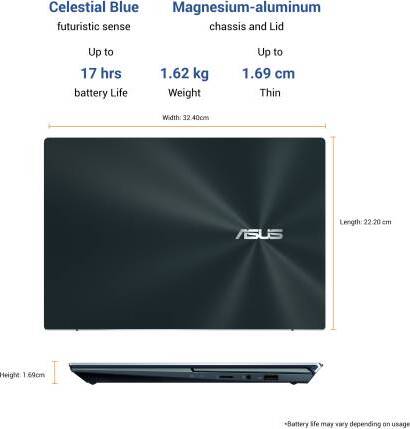 Celestial Blue
futuristic sense
Magnesium-aluminum
chassis and Lid
Up to
17 hrs
battery Life
1.62 kg
Weight
Up to
1.69 cm
Thin
Width: 32.40cm
ASUS
Length: 22.20 cm
Height: 1.69cm
*Battery life may vary depending on usage